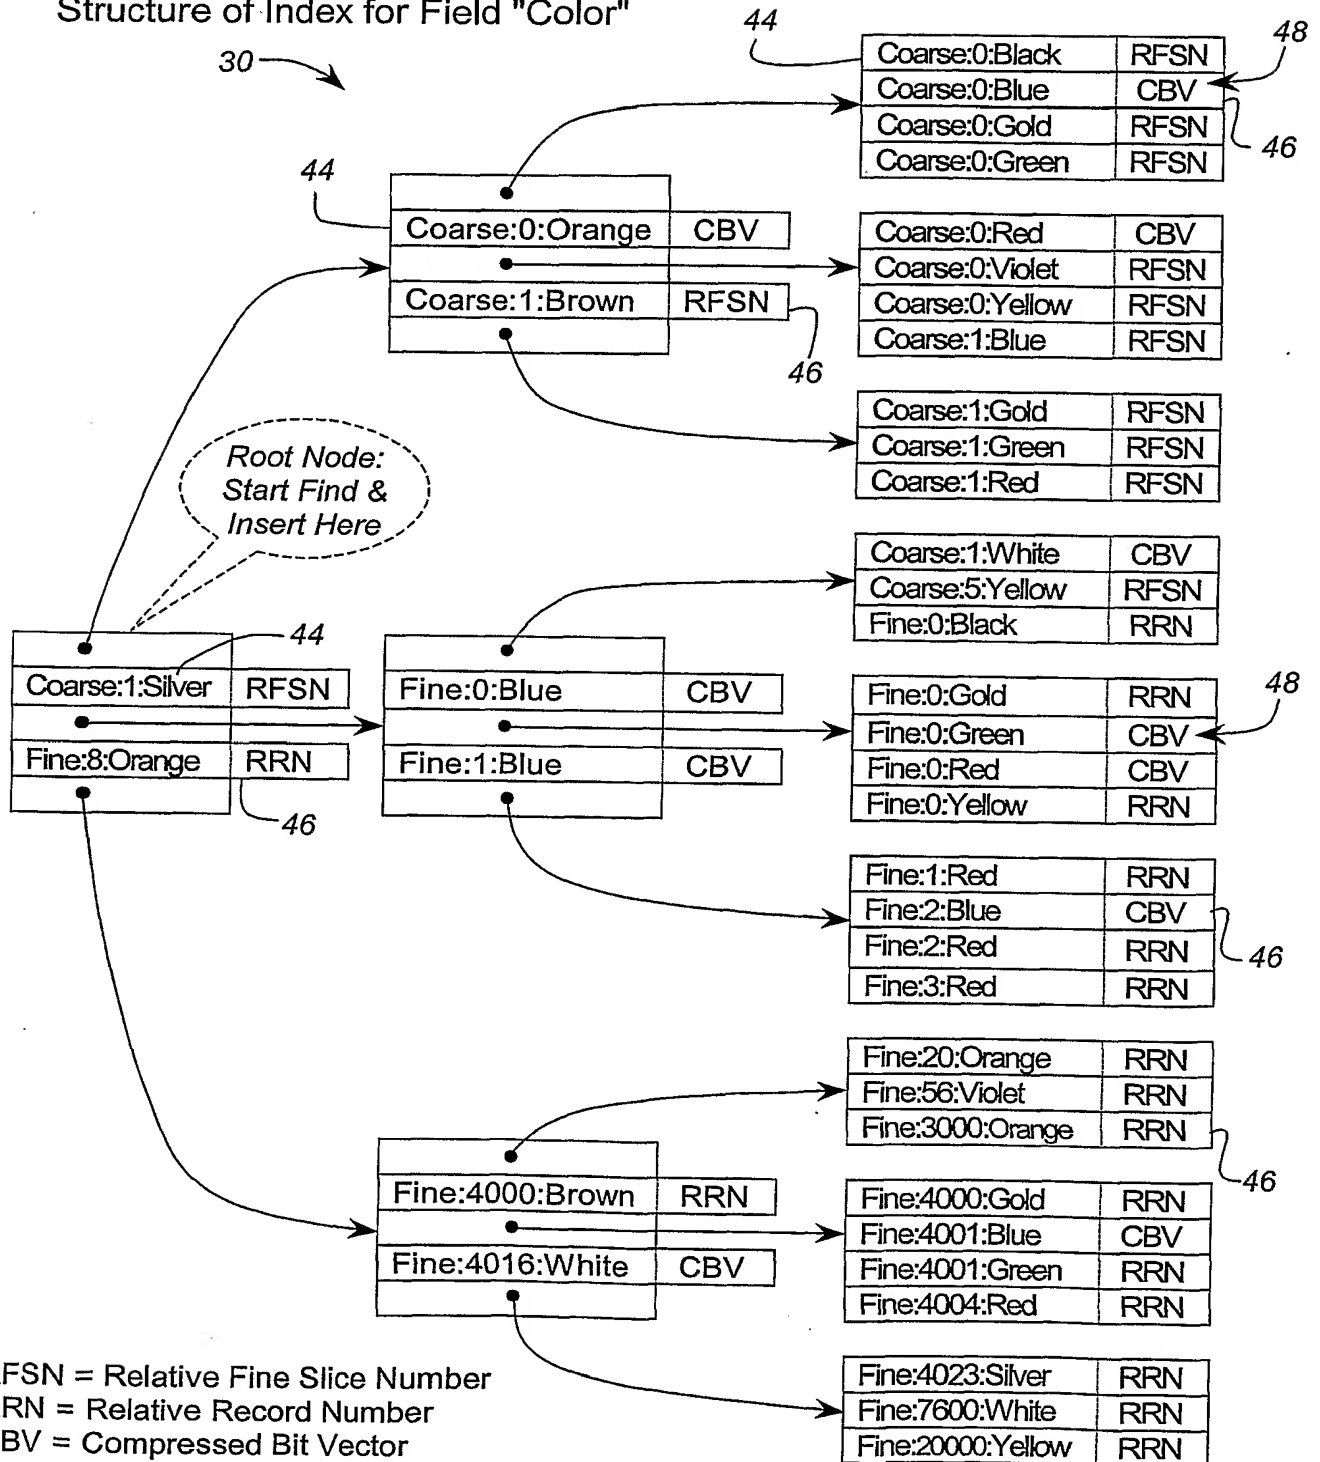 Structure of Index for Field "Color"
30
44
48
Coarse:0:Black RFSN
Coarse:0:Blue CBV
Coarse:0:Gold RFSN
Coarse:0:Green RFSN
46
44
Coarse:0:Orange CBV
Coarse:1:Brown RFSN
46
Coarse:0:Red CBV
Coarse:0:Violet RFSN
Coarse:0:Yellow RFSN
Coarse:1:Blue RFSN
Coarse:1:Gold RFSN
Coarse:1:Green RFSN
Coarse:1:Red RFSN
Root Node:
Start Find &
Insert Here
44
Coarse:1:Silver RFSN
Fine:8:Orange RRN
46
Fine:0:Blue CBV
Fine:1:Blue CBV
Coarse:1:White CBV
Coarse:5:Yellow RFSN
Fine:0:Black RRN
48
Fine:0:Gold RRN
Fine:0:Green CBV
Fine:0:Red CBV
Fine:0:Yellow RRN
Fine:1:Red RRN
Fine:2:Blue CBV
Fine:2:Red RRN
Fine:3:Red RRN
46
Fine:20:Orange RRN
Fine:56:Violet RRN
Fine:3000:Orange RRN
46
Fine:4000:Brown RRN
Fine:4016:White CBV
Fine:4000:Gold RRN
Fine:4001:Blue CBV
Fine:4001:Green RRN
Fine:4004:Red RRN
Fine:4023:Silver RRN
Fine:7600:White RRN
Fine:20000:Yellow RRN
FSN = Relative Fine Slice Number
RN = Relative Record Number
BV = Compressed Bit Vector